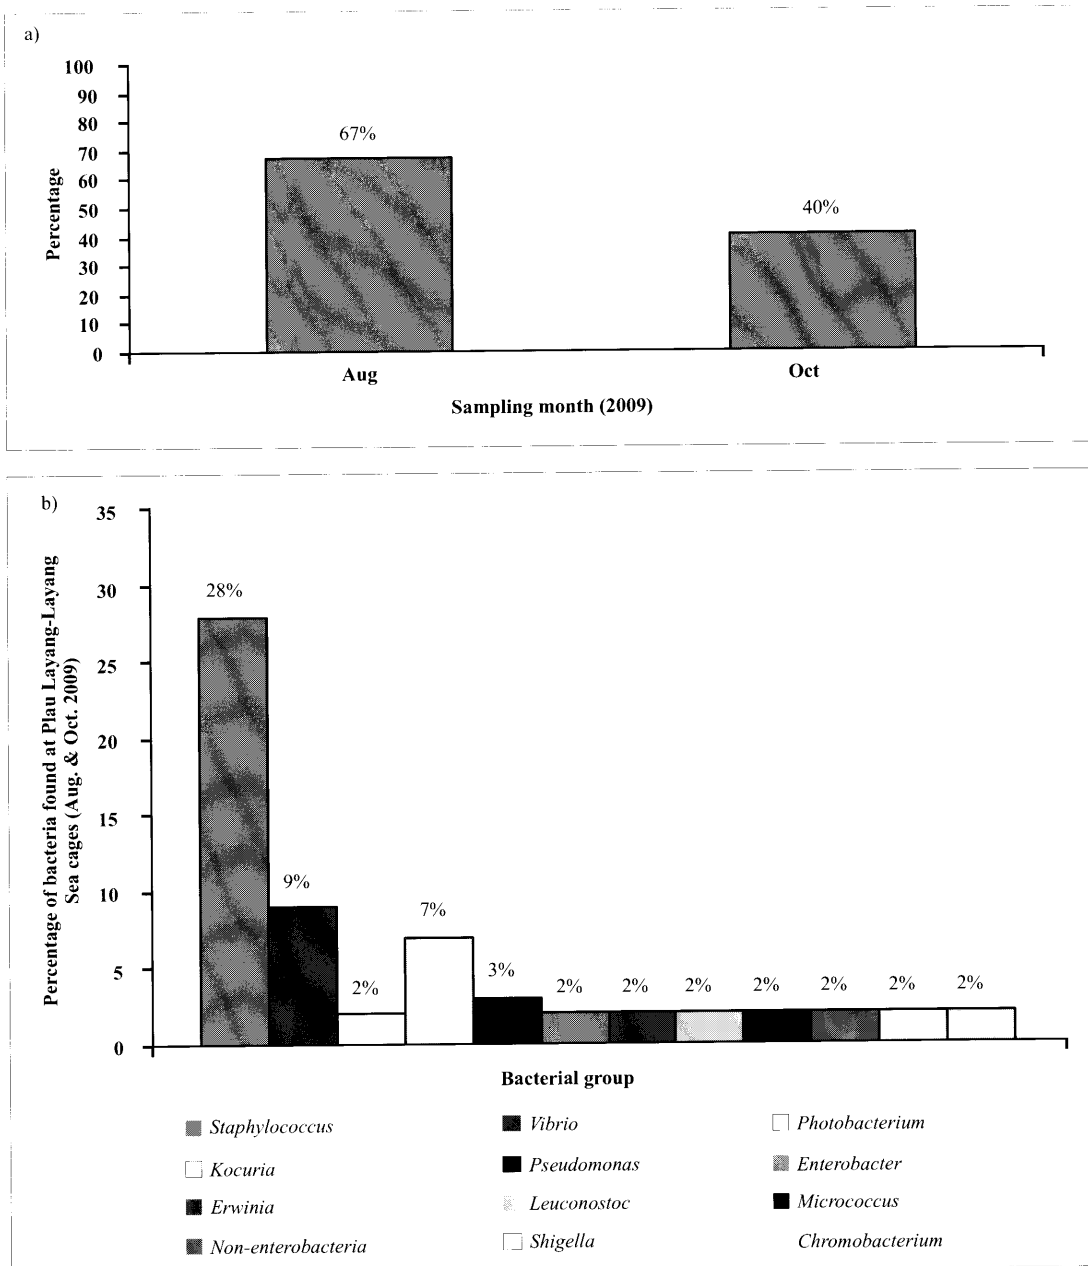 a)
100
90
80
70
60
50
40
30
20
10
0
Percentage
67%
40%
Aug
Oct
Sampling month (2009)
b)
35
30
25
20
15
10
5
0
Percentage of bacteria found at Plau Layang-Layang
Sea cages (Aug. & Oct. 2009)
28%
9%
2%
7%
3%
2%
2%
2%
2%
2%
2%
2%
Bacterial group
Staphylococcus
Vibrio
Photobacterium
Kocuria
Pseudomonas
Enterobacter
Erwinia
Leuconostoc
Micrococcus
Non-enterobacteria
Shigella
Chromobacterium